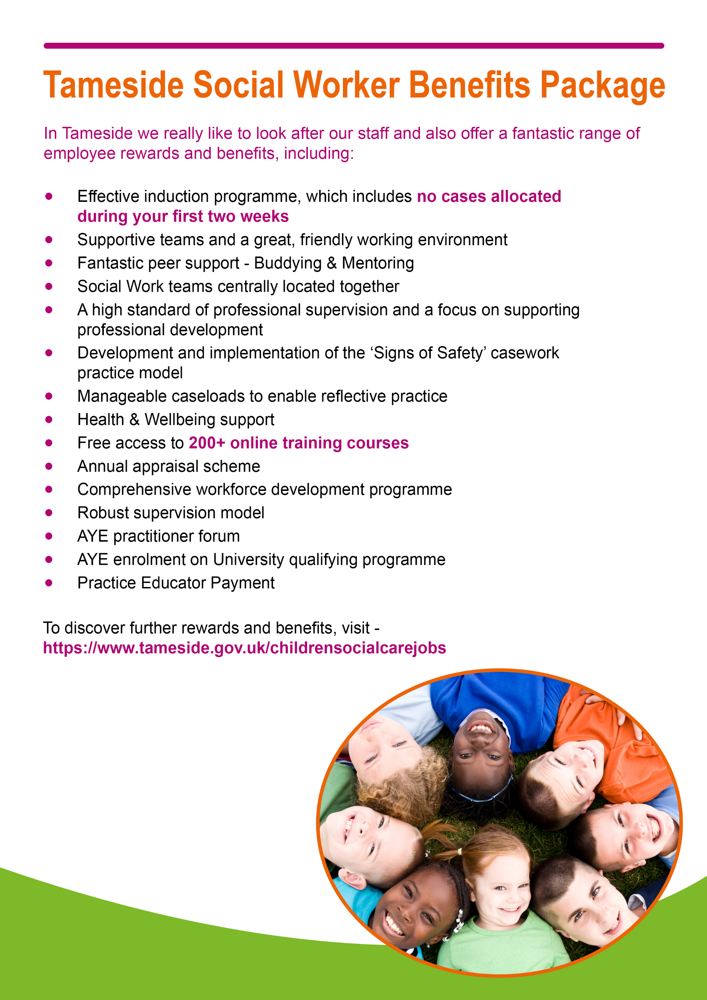 Tameside Social Worker Benefits Package
In Tameside we really like to look after our staff and also offer a fantastic range of
employee rewards and benefits, including:
• Effective induction programme, which includes no cases allocated
during your first two weeks
• Supportive teams and a great, friendly working environment
• Fantastic peer support - Buddying & Mentoring
• Social Work teams centrally located together
• A high standard of professional supervision and a focus on supporting
professional development
• Development and implementation of the ‘Signs of Safety’ casework
practice model
• Manageable caseloads to enable reflective practice
• Health & Wellbeing support
• Free access to 200+ online training courses
• Annual appraisal scheme
• Comprehensive workforce development programme
• Robust supervision model
• AYE practitioner forum
• AYE enrolment on University qualifying programme
• Practice Educator Payment
To discover further rewards and benefits, visit -
https://www.tameside.gov.uk/childrensocialcarejobs